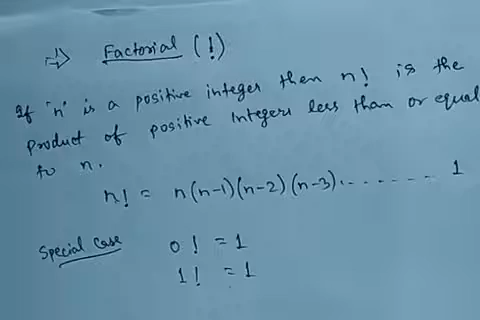 ⇒ Factorial (!)
If 'n' is a positive integer then n! is the
product of positive integers less than or equal
to n.
n! = n(n-1)(n-2)(n-3)........ 1
Special case 0! = 1
1! = 1